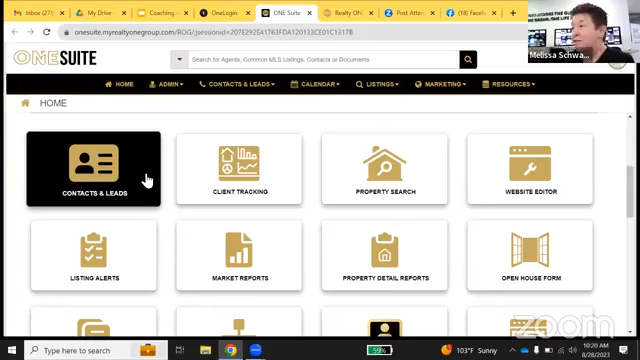 Inbox (27)
My Drive -
Coaching -
OneLogin
ONE Suite
Realty ON
Post Atten
(18) Faceb
onesuite.myrealtyonegroup.com/ROG/;jsessionid=207E292E41763FDA120133CE01C1317B
Melissa Schwa...
ONESUITE
Search for Agents, Common MLS Listings, Contacts or Documents
HOME
ADMIN
CONTACTS & LEADS
CALENDAR
LISTINGS
MARKETING
RESOURCES
HOME
CONTACTS & LEADS
CLIENT TRACKING
PROPERTY SEARCH
WEBSITE EDITOR
LISTING ALERTS
MARKET REPORTS
PROPERTY DETAIL REPORTS
OPEN HOUSE FORM
zoom
Type here to search
59%
103°F Sunny
10:20 AM
8/28/2023